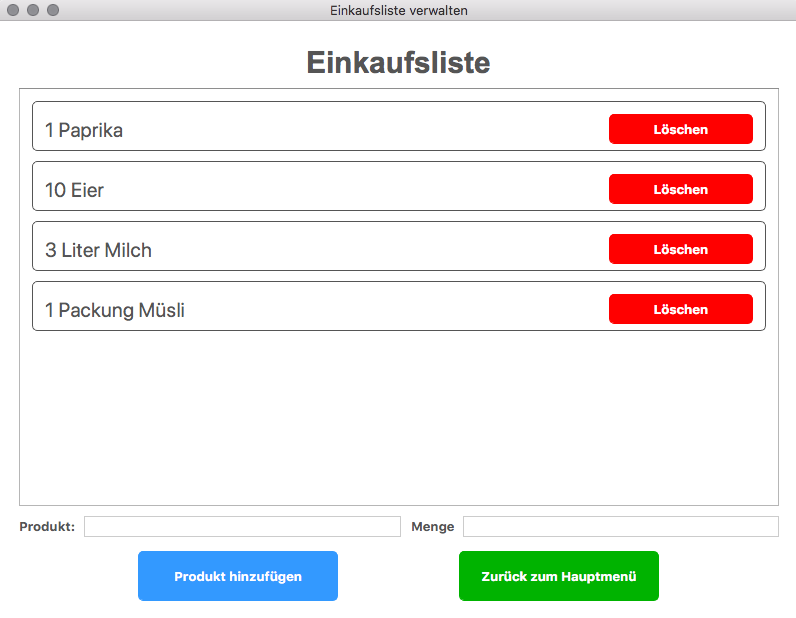 Einkaufsliste verwalten
Einkaufsliste
1 Paprika Löschen
10 Eier Löschen
3 Liter Milch Löschen
1 Packung Müsli Löschen
Produkt: Menge
Produkt hinzufügen Zurück zum Hauptmenü